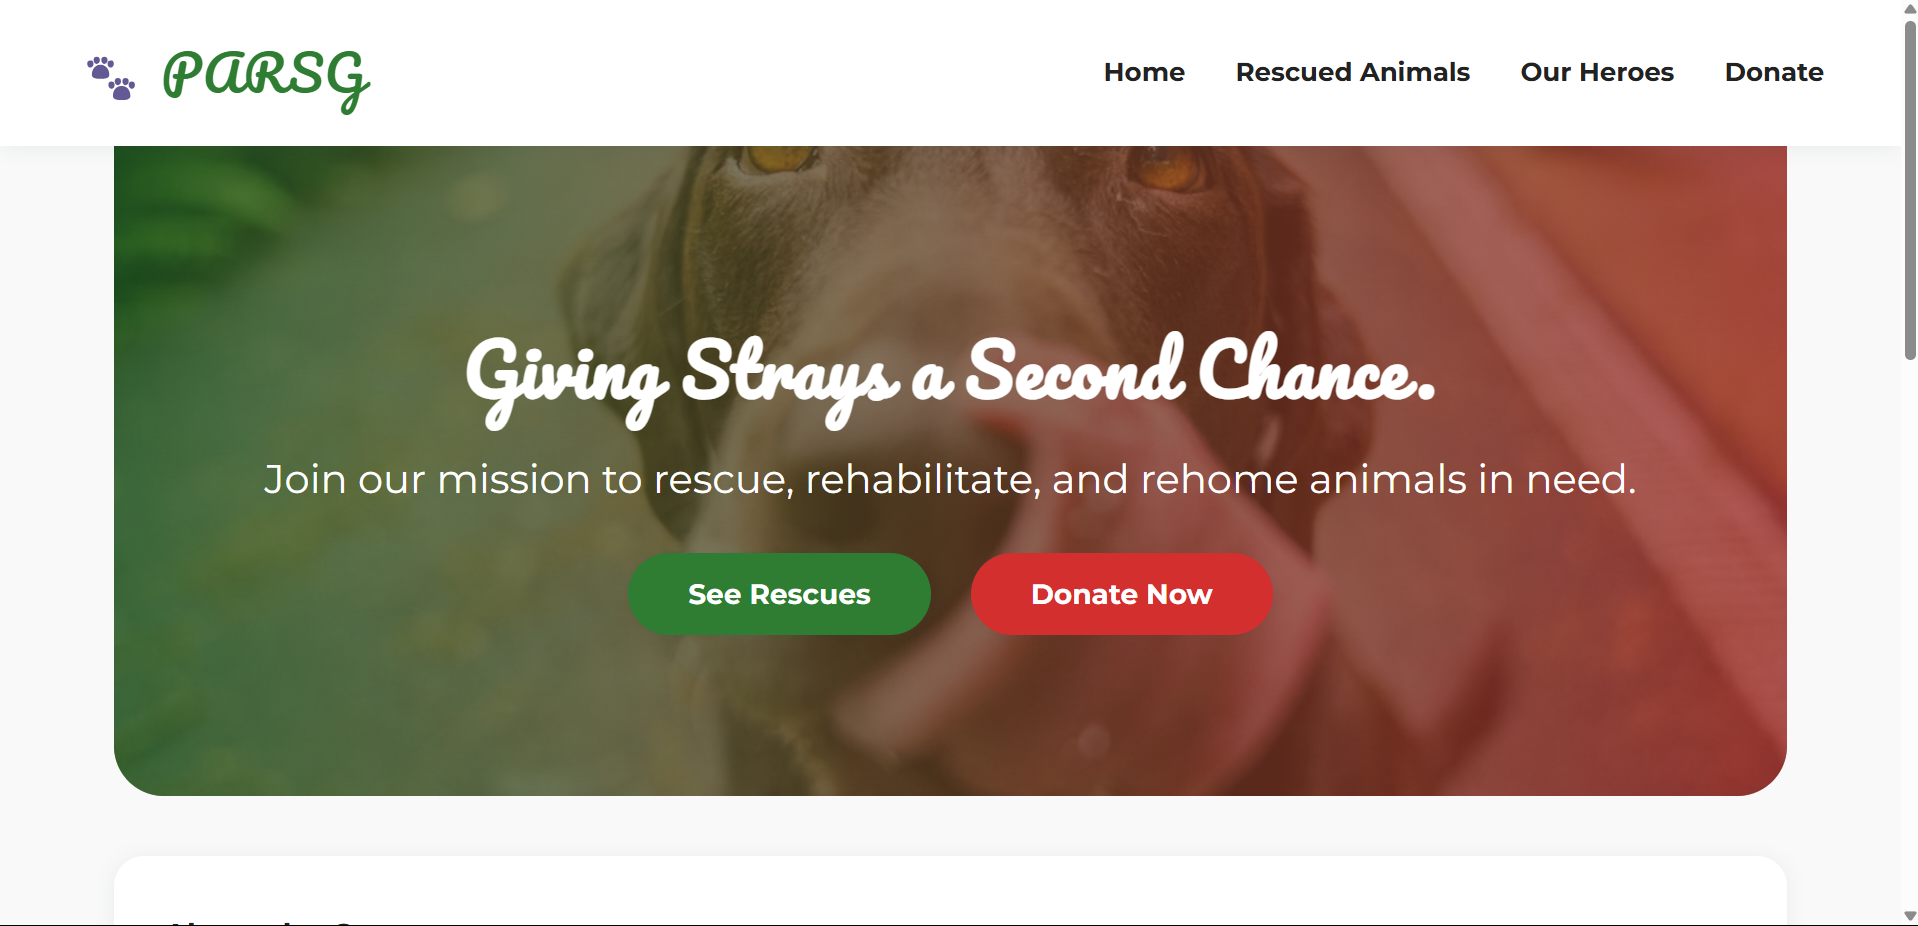 PARSG
Home Rescued Animals Our Heroes Donate
Giving Strays a Second Chance.
Join our mission to rescue, rehabilitate, and rehome animals in need.
See Rescues Donate Now